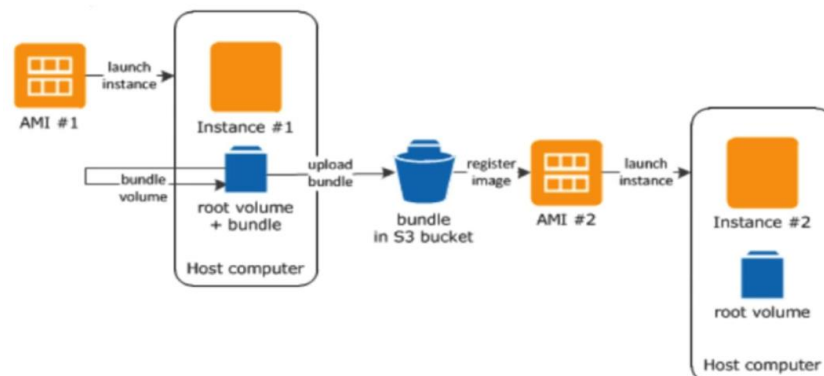 AMI #1
launch
instance
Instance #1
bundle
volume
root volume
+ bundle
Host computer
upload
bundle
bundle
in S3 bucket
register
image
AMI #2
launch
instance
Instance #2
root volume
Host computer